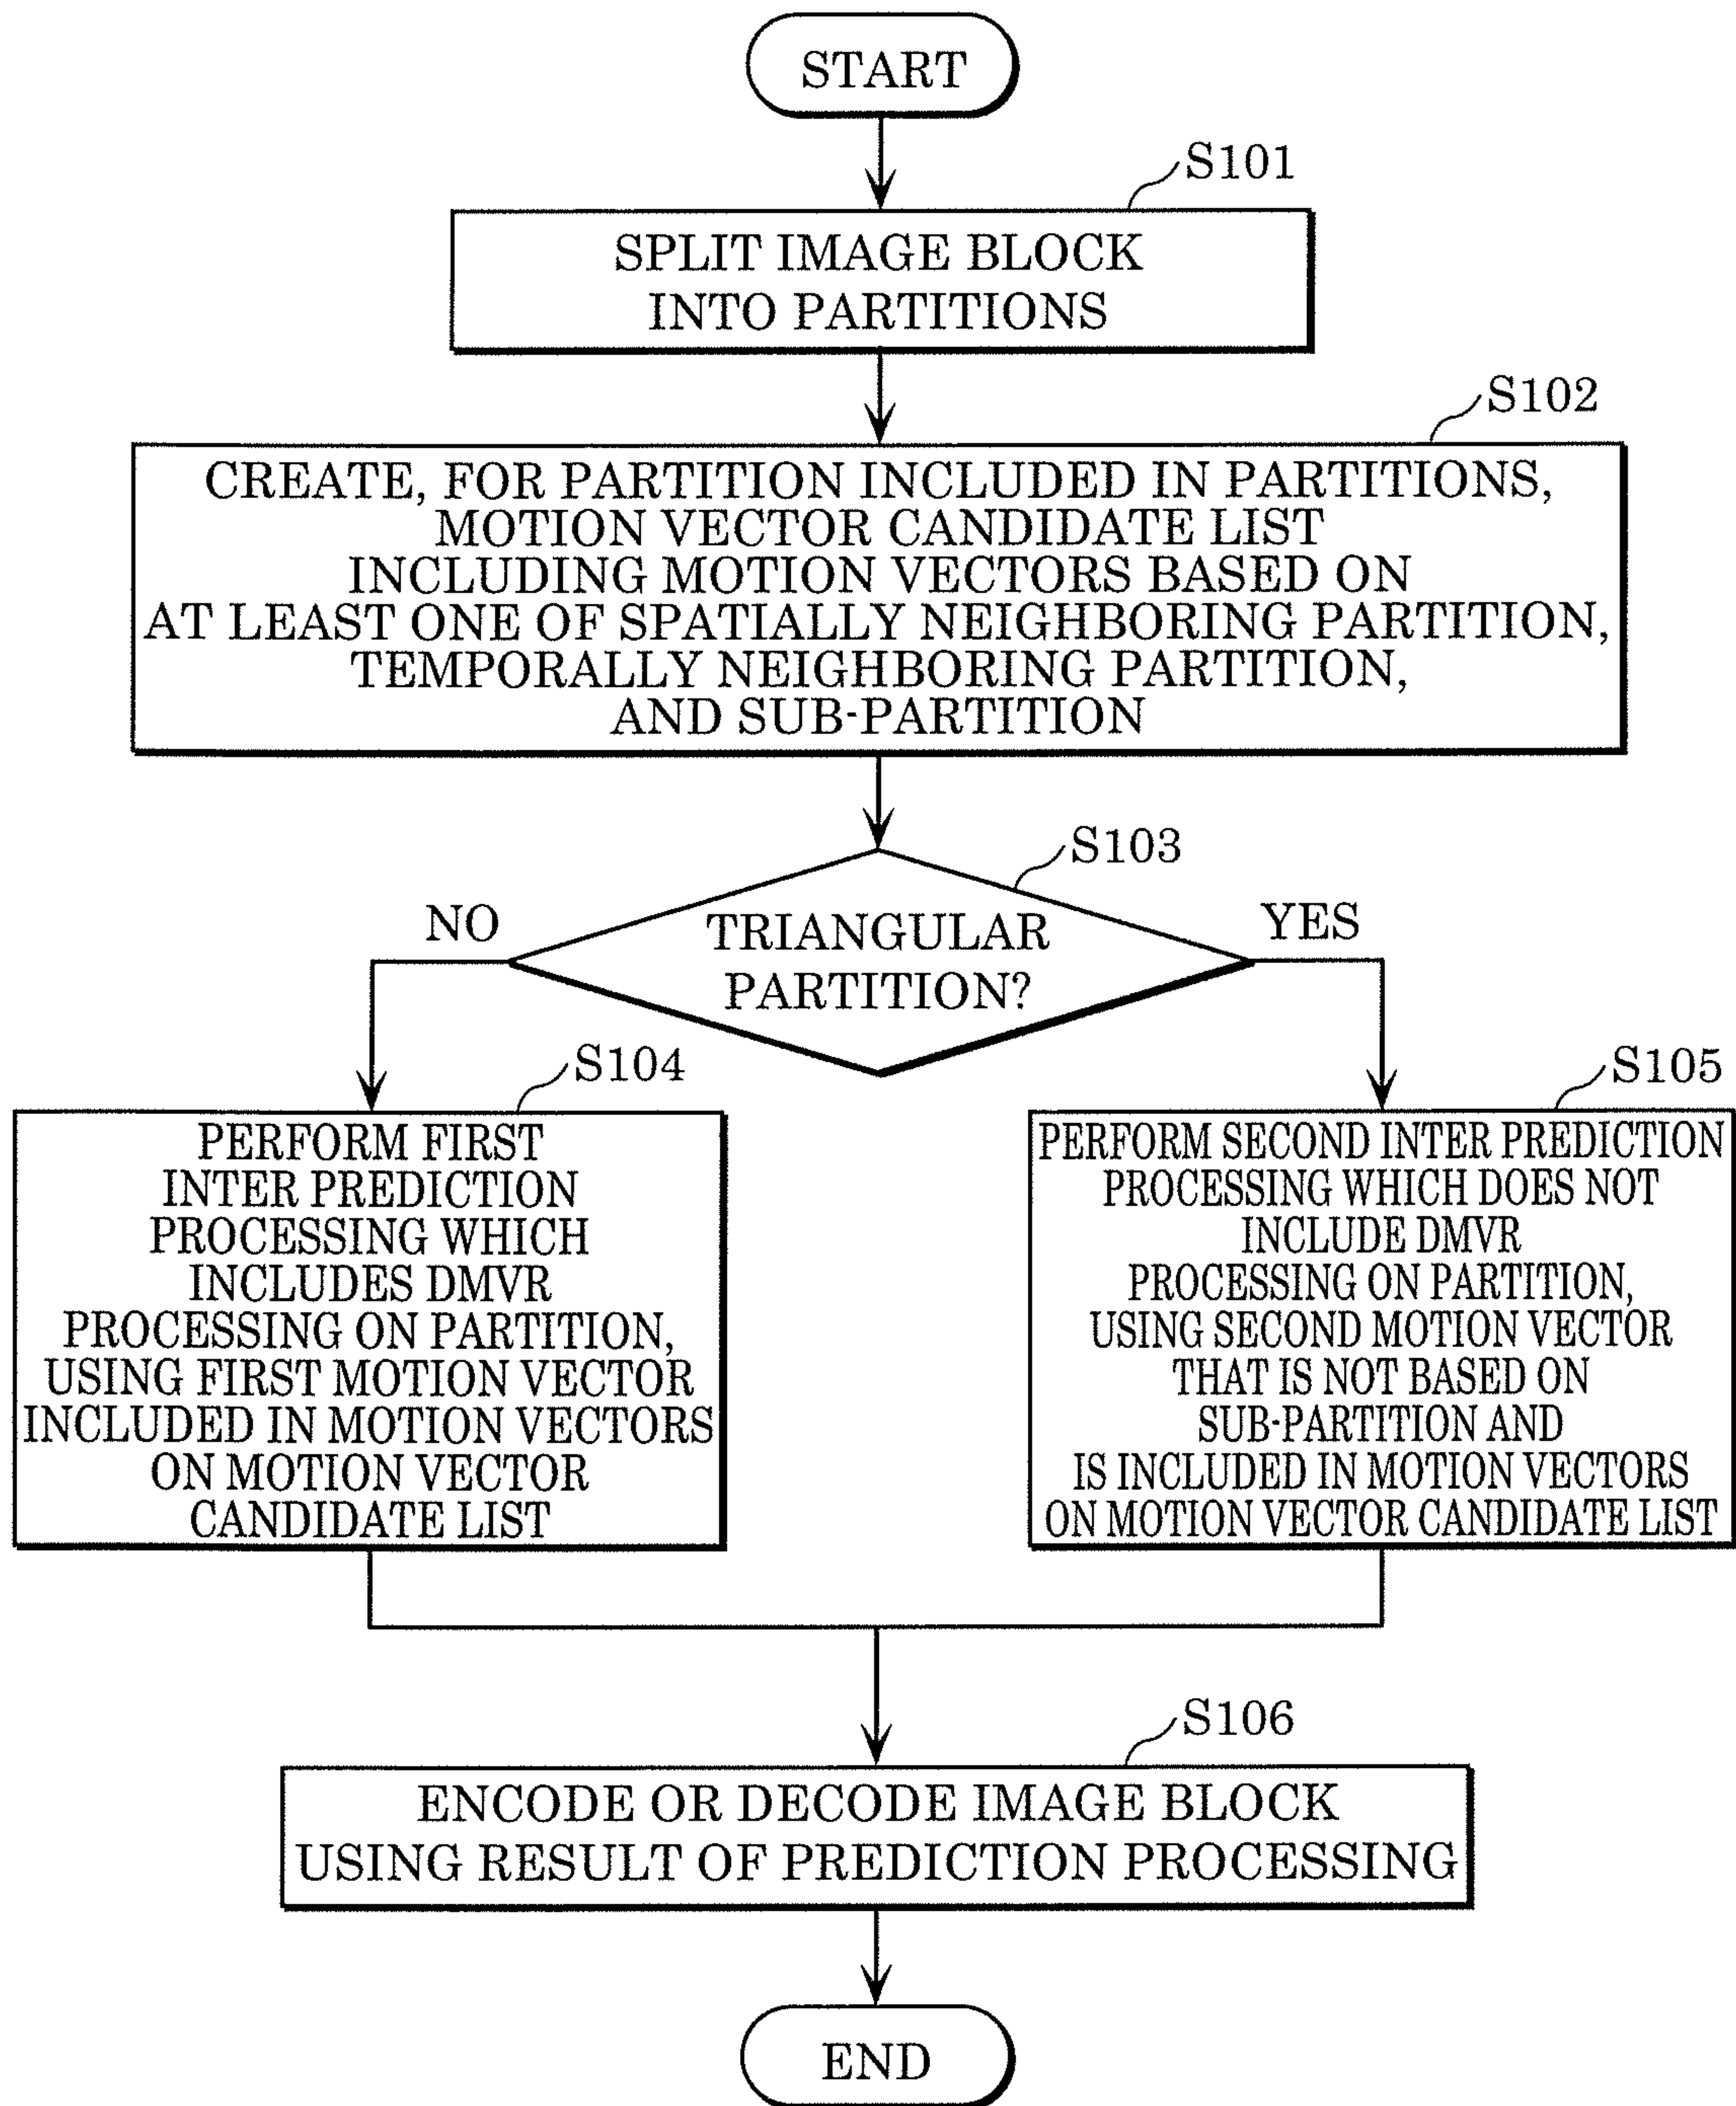 START
S101
SPLIT IMAGE BLOCK
INTO PARTITIONS
S102
CREATE, FOR PARTITION INCLUDED IN PARTITIONS,
MOTION VECTOR CANDIDATE LIST
INCLUDING MOTION VECTORS BASED ON
AT LEAST ONE OF SPATIALLY NEIGHBORING PARTITION,
TEMPORALLY NEIGHBORING PARTITION,
AND SUB-PARTITION
S103
NO
TRIANGULAR
PARTITION?
YES
S104
PERFORM FIRST
INTER PREDICTION
PROCESSING WHICH
INCLUDES DMVR
PROCESSING ON PARTITION,
USING FIRST MOTION VECTOR
INCLUDED IN MOTION VECTORS
ON MOTION VECTOR
CANDIDATE LIST
S105
PERFORM SECOND INTER PREDICTION
PROCESSING WHICH DOES NOT
INCLUDE DMVR
PROCESSING ON PARTITION,
USING SECOND MOTION VECTOR
THAT IS NOT BASED ON
SUB-PARTITION AND
IS INCLUDED IN MOTION VECTORS
ON MOTION VECTOR CANDIDATE LIST
S106
ENCODE OR DECODE IMAGE BLOCK
USING RESULT OF PREDICTION PROCESSING
END